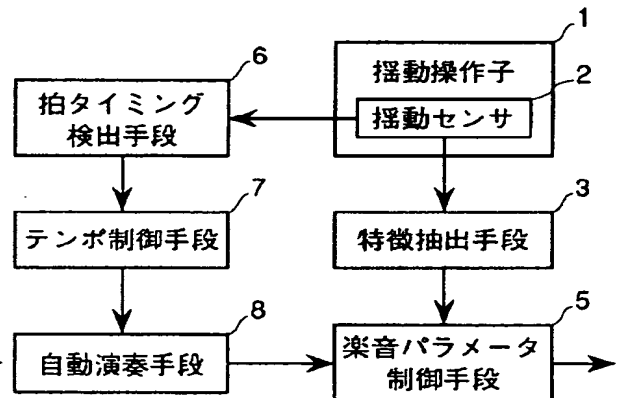 1
揺動操作子
2
揺動センサ
6
拍タイミング
検出手段
7
テンポ制御手段
3
特徴抽出手段
8
自動演奏手段
5
楽音パラメータ
制御手段